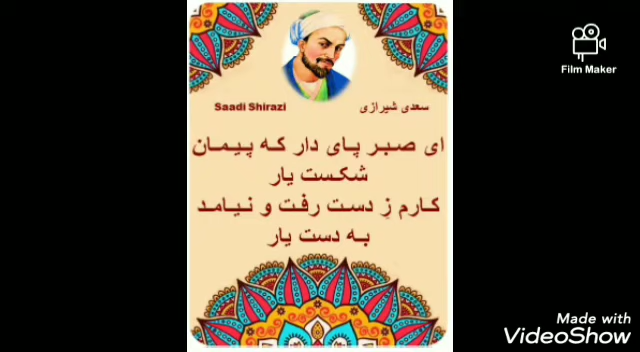 Film Maker
Saadi Shirazi
سعدی شیرازی
ای صبر پای دار که پیمان
شکست یار
کارم زِ دست رفت و نیامد
به دست یار
Made with
VideoShow